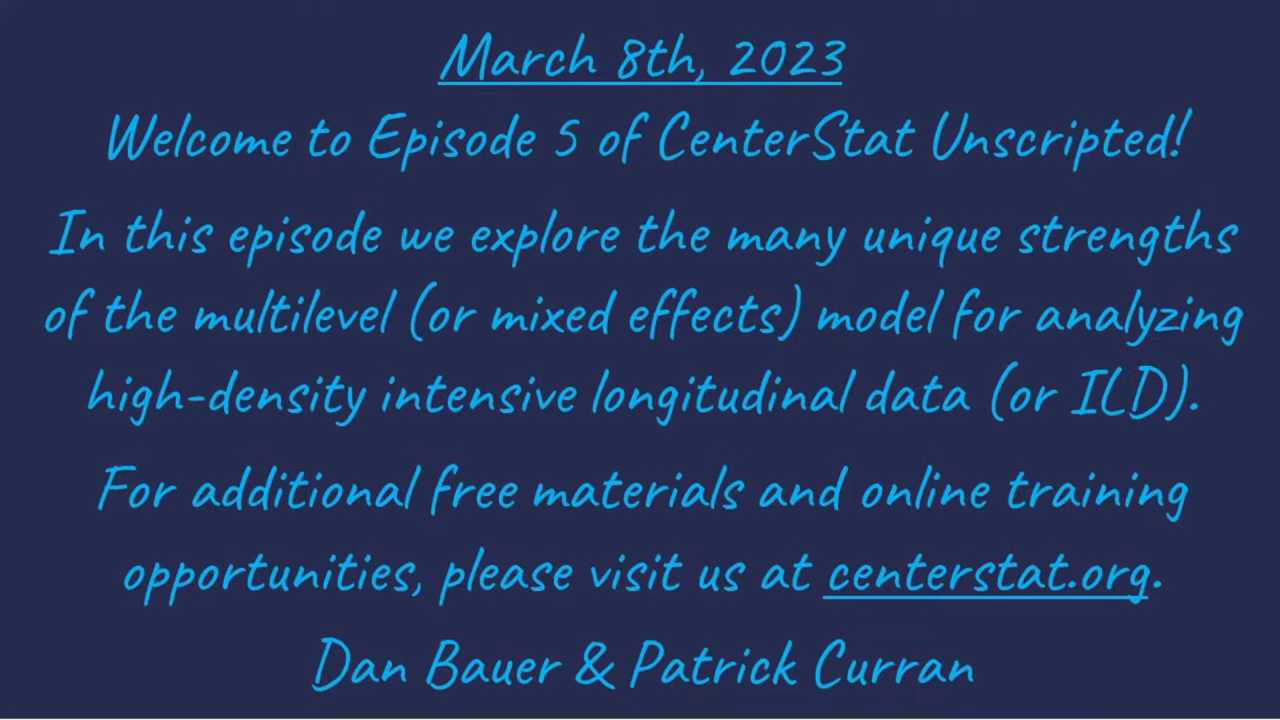 March 8th, 2023
Welcome to Episode 5 of CenterStat Unscripted!
In this episode we explore the many unique strengths
of the multilevel (or mixed effects) model for analyzing
high-density intensive longitudinal data (or ILD).
For additional free materials and online training
opportunities, please visit us at centerstat.org.
Dan Bauer & Patrick Curran